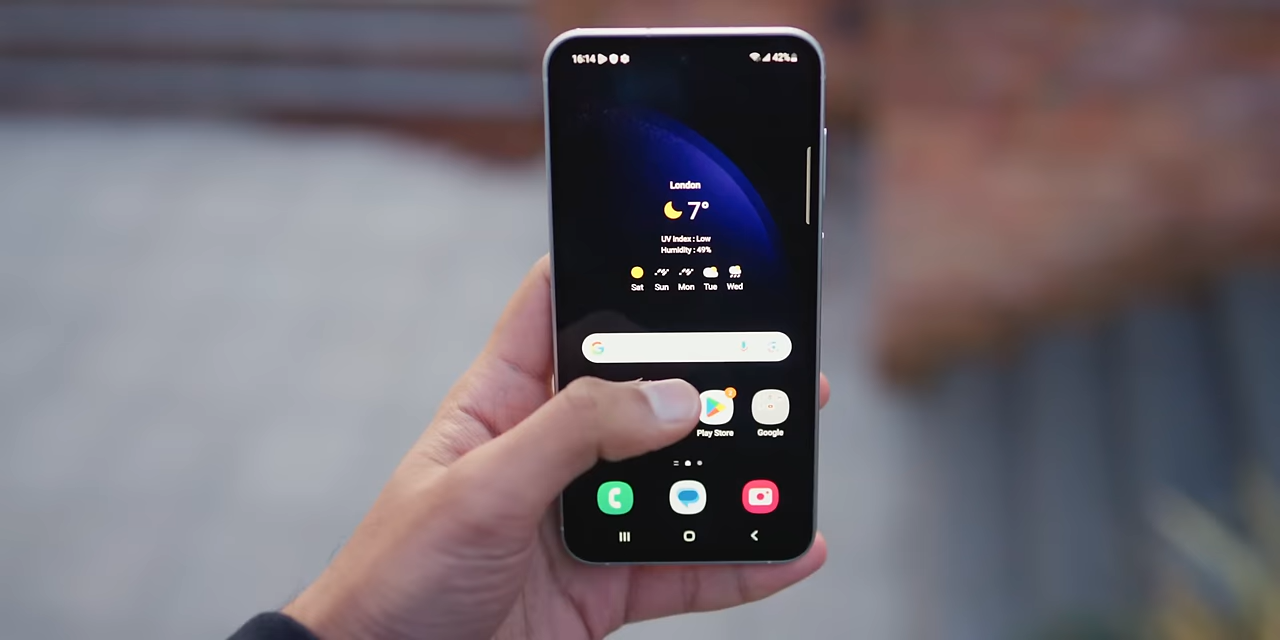 16:14 42%
London
7°
UV index : Low
Humidity : 49%
Sat Sun Mon Tue Wed
Play Store Google